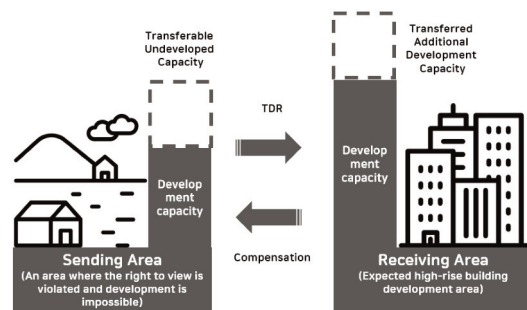 Transferable
Undeveloped
Capacity
Transferred
Additional
Development
Capacity
TDR
Develop
ment
capacity
Develop
ment
capacity
Compensation
Sending Area
(An area where the right to view is
violated and development is
impossible)
Receiving Area
(Expected high-rise building
development area)